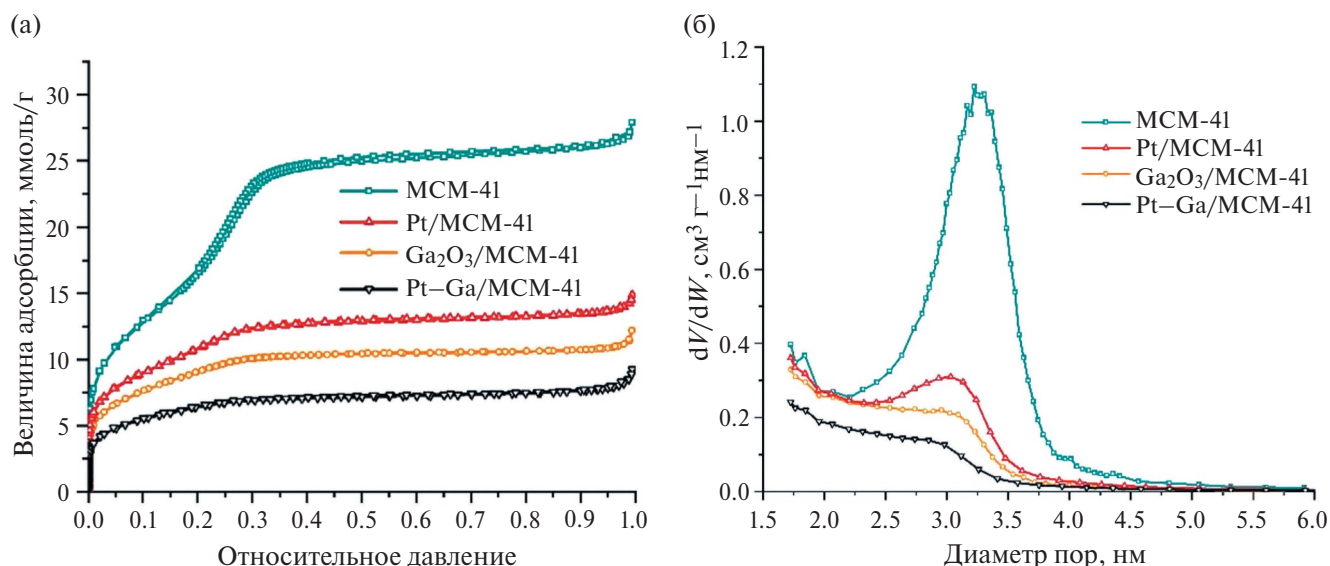 (а)
Величина адсорбции, ммоль/г
30
25
20
15
10
5
0
MCM-41
Pt/MCM-41
Ga₂O₃/MCM-41
Pt–Ga/MCM-41
0.0 0.1 0.2 0.3 0.4 0.5 0.6 0.7 0.8 0.9 1.0
Относительное давление
(б)
dV/dW, см³ г⁻¹нм⁻¹
1.2
1.0
0.8
0.6
0.4
0.2
0.0
MCM-41
Pt/MCM-41
Ga₂O₃/MCM-41
Pt–Ga/MCM-41
1.5 2.0 2.5 3.0 3.5 4.0 4.5 5.0 5.5 6.0
Диаметр пор, нм